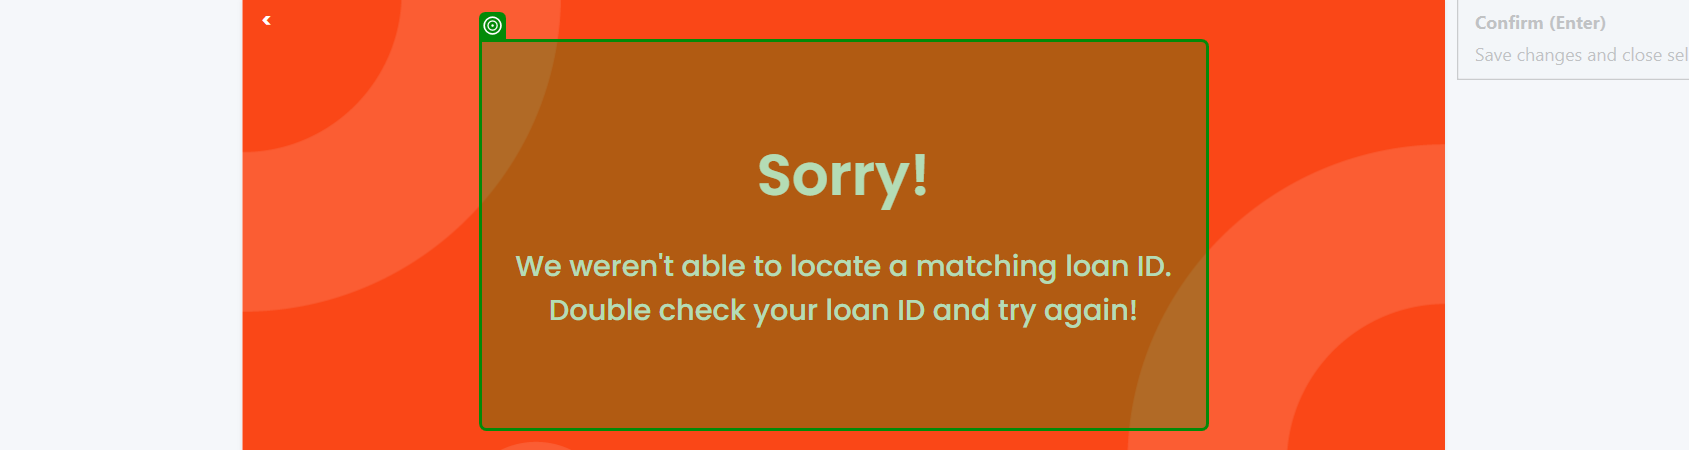 Confirm (Enter)
Save changes and close sel
Sorry!
We weren't able to locate a matching loan ID.
Double check your loan ID and try again!